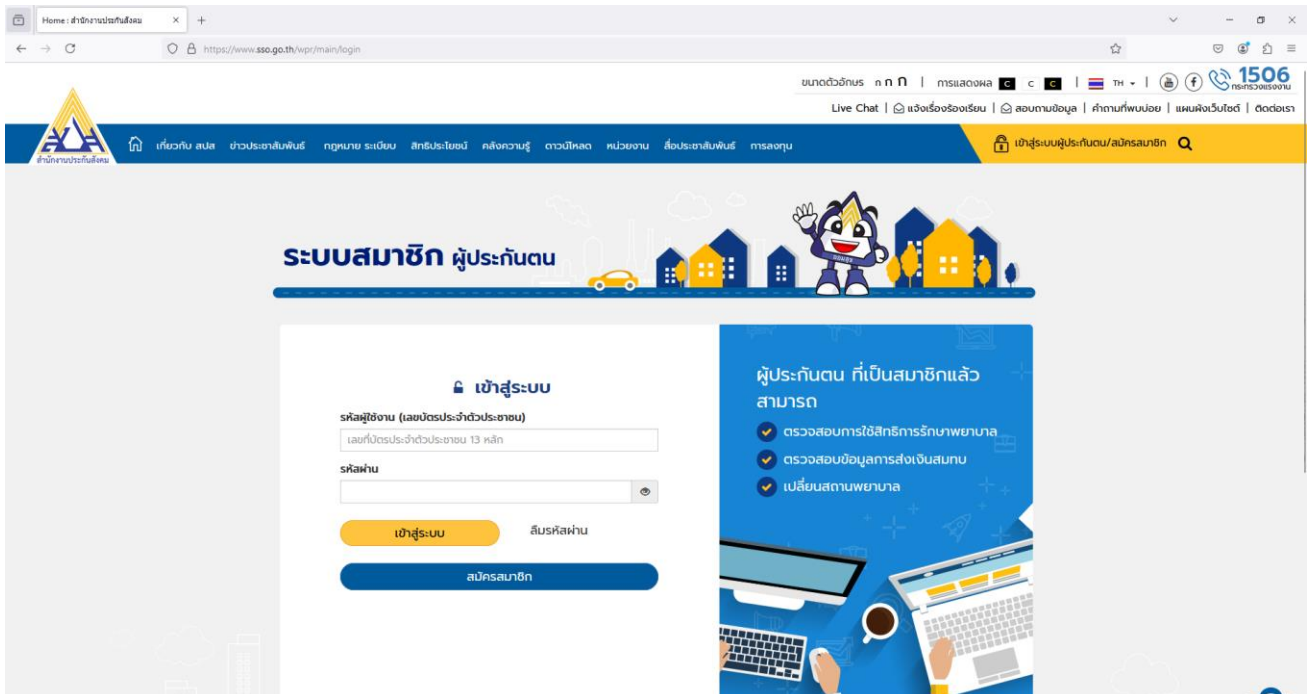 Home : สำนักงานประกันสังคม
https://www.sso.go.th/wpr/main/login
ขนาดตัวอักษร ก ก ก | การแสดงผล C C C | TH | 1506
กระทรวงแรงงาน
Live Chat | แจ้งเรื่องร้องเรียน | สอบถามข้อมูล | คำถามที่พบบ่อย | แผนผังเว็บไซต์ | ติดต่อเรา
สำนักงานประกันสังคม
เกี่ยวกับ สปส ข่าวประชาสัมพันธ์ กฎหมาย ระเบียบ สิทธิประโยชน์ คลังความรู้ ดาวน์โหลด หน่วยงาน สื่อประชาสัมพันธ์ การลงทุน เข้าสู่ระบบผู้ประกันตน/สมัครสมาชิก
ระบบสมาชิก ผู้ประกันตน
เข้าสู่ระบบ
รหัสผู้ใช้งาน (เลขบัตรประจำตัวประชาชน)
เลขที่บัตรประจำตัวประชาชน 13 หลัก
รหัสผ่าน
เข้าสู่ระบบ ลืมรหัสผ่าน
สมัครสมาชิก
ผู้ประกันตน ที่เป็นสมาชิกแล้ว
สามารถ
ตรวจสอบการใช้สิทธิการรักษาพยาบาล
ตรวจสอบข้อมูลการส่งเงินสมทบ
เปลี่ยนสถานพยาบาล